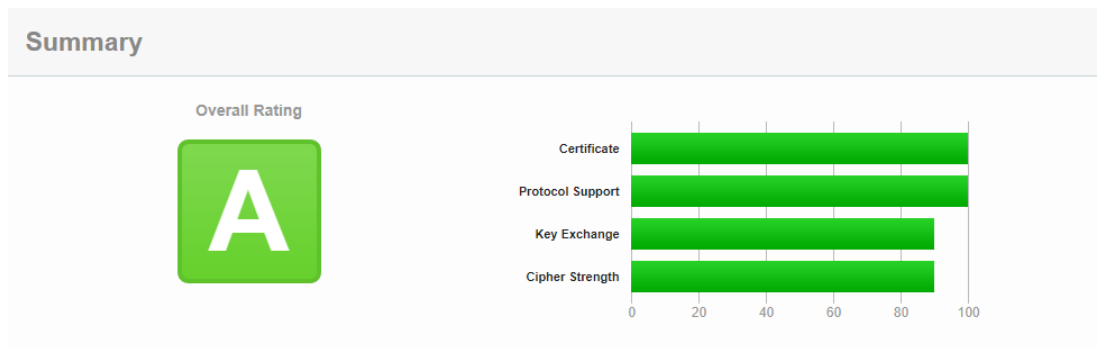 Summary
Overall Rating
A
Certificate
Protocol Support
Key Exchange
Cipher Strength
0 20 40 60 80 100